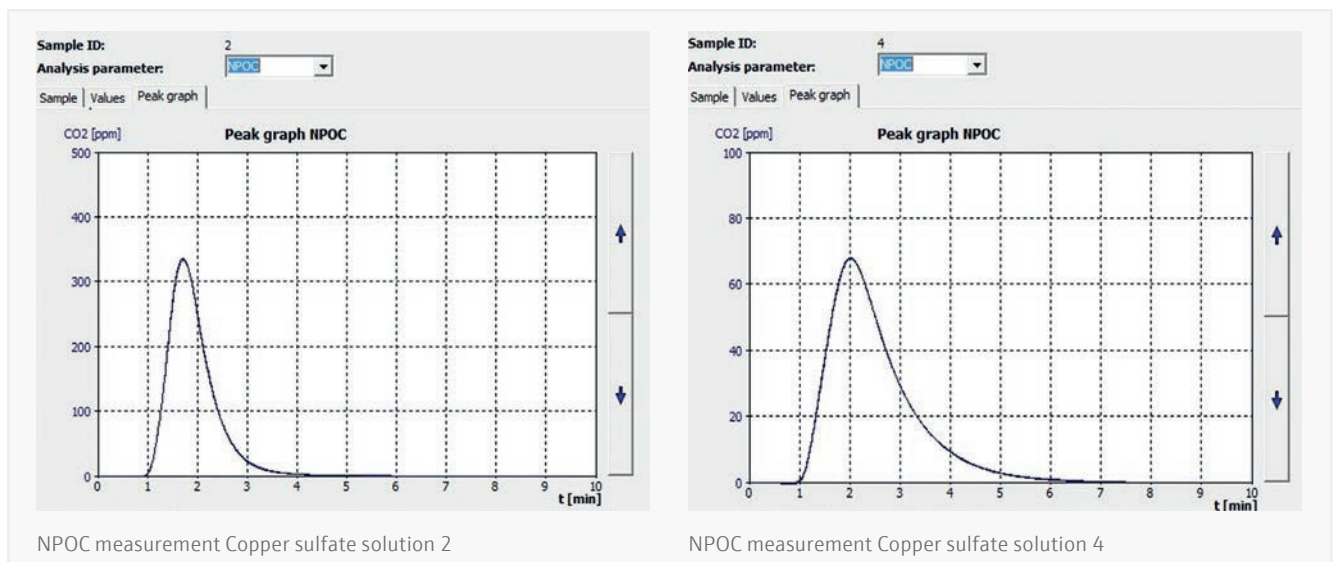 Sample ID: 2
Analysis parameter: NPOC
Sample Values Peak graph
CO2 [ppm] Peak graph NPOC
500
400
300
200
100
0
0 1 2 3 4 5 6 7 8 9 10
t [min]
NPOC measurement Copper sulfate solution 2
Sample ID: 4
Analysis parameter: NPOC
Sample Values Peak graph
CO2 [ppm] Peak graph NPOC
100
80
60
40
20
0
0 1 2 3 4 5 6 7 8 9 10
t [min]
NPOC measurement Copper sulfate solution 4